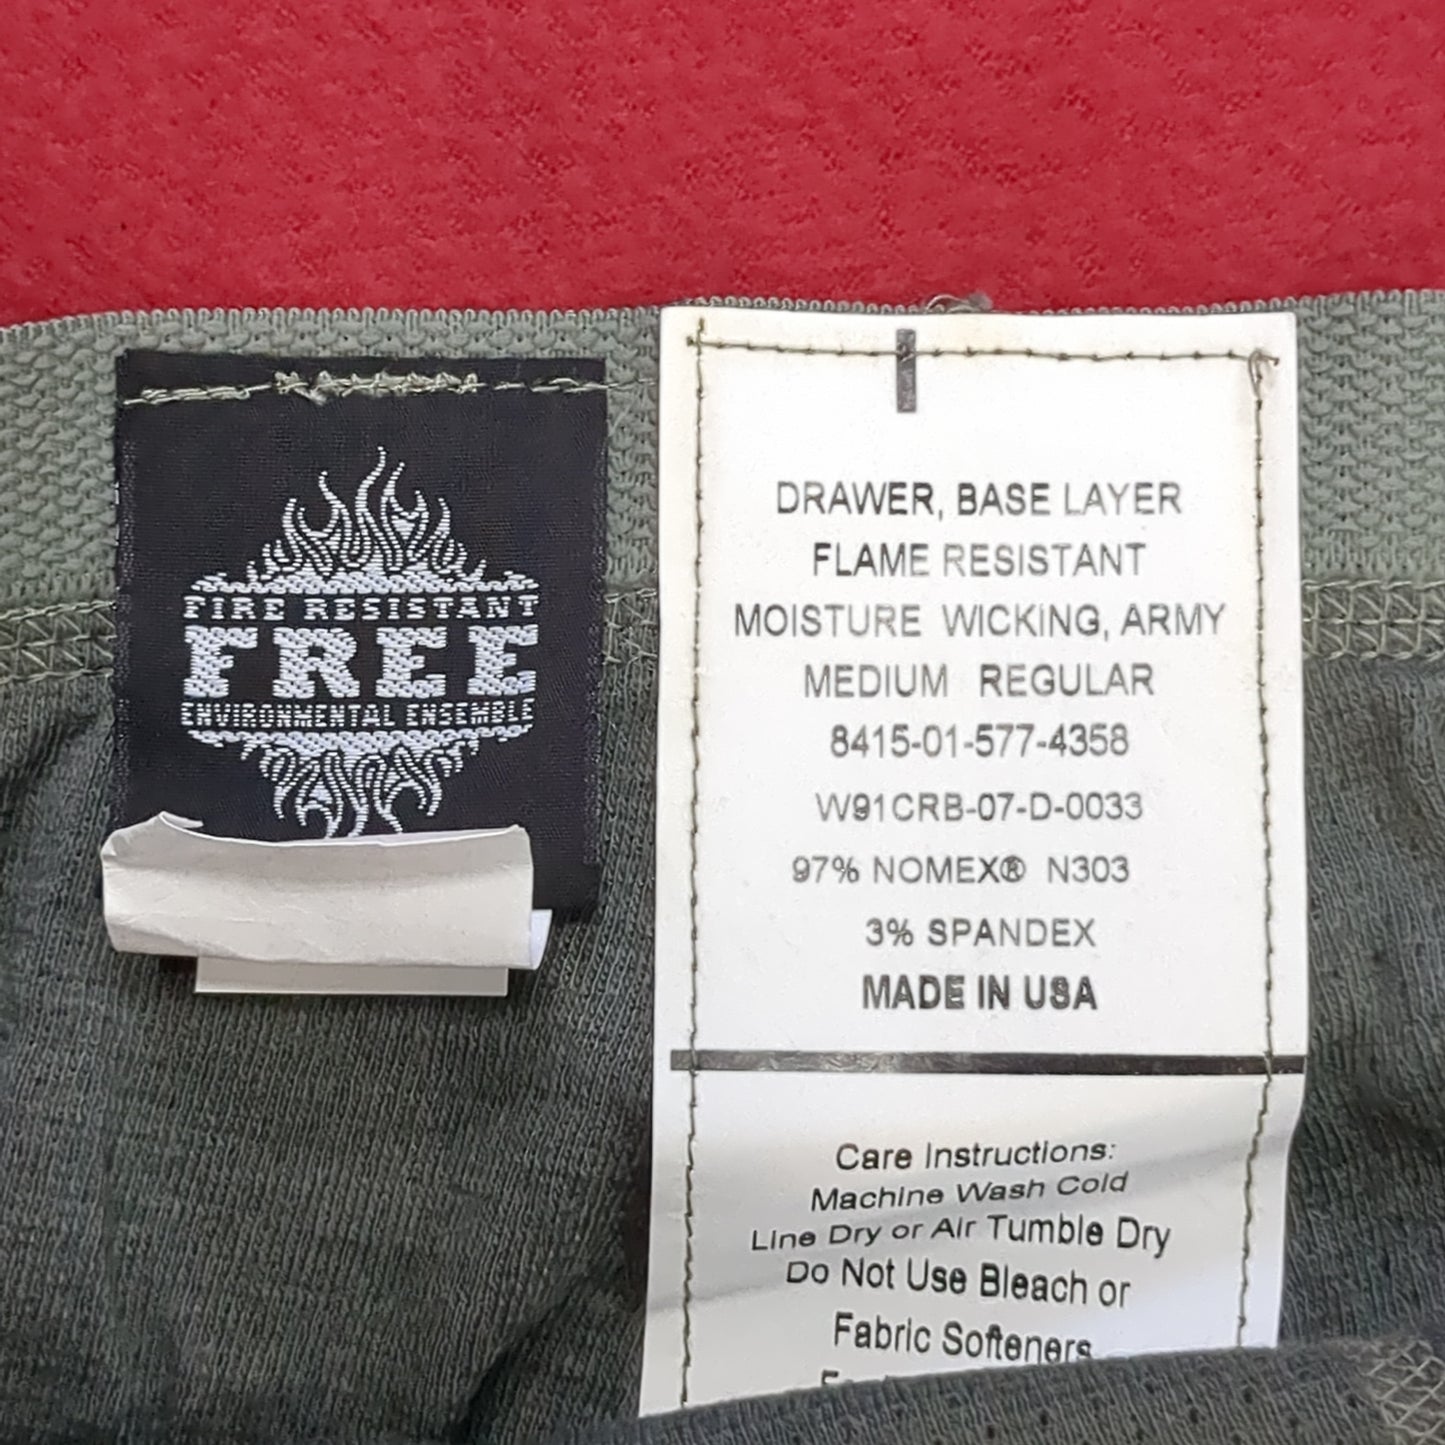 FIRE RESISTANT
FREE
ENVIRONMENTAL ENSEMBLE
DRAWER, BASE LAYER
FLAME RESISTANT
MOISTURE WICKING, ARMY
MEDIUM REGULAR
8415-01-577-4358
W91CRB-07-D-0033
97% NOMEX® N303
3% SPANDEX
MADE IN USA
Care Instructions:
Machine Wash Cold
Line Dry or Air Tumble Dry
Do Not Use Bleach or
Fabric Softeners